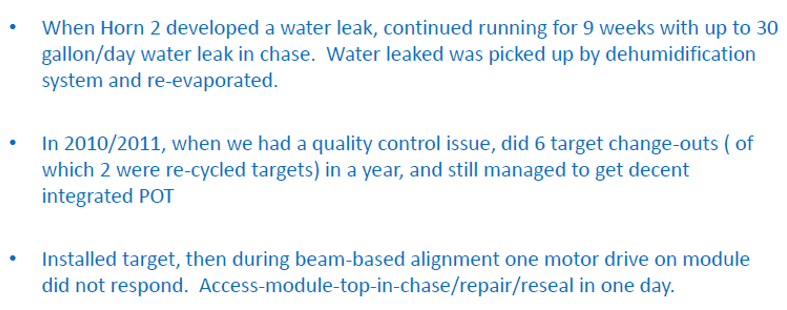 • When Horn 2 developed a water leak, continued running for 9 weeks with up to 30
gallon/day water leak in chase.  Water leaked was picked up by dehumidification
system and re-evaporated.
• In 2010/2011, when we had a quality control issue, did 6 target change-outs ( of
which 2 were re-cycled targets) in a year, and still managed to get decent
integrated POT
• Installed target, then during beam-based alignment one motor drive on module
did not respond.  Access-module-top-in-chase/repair/reseal in one day.